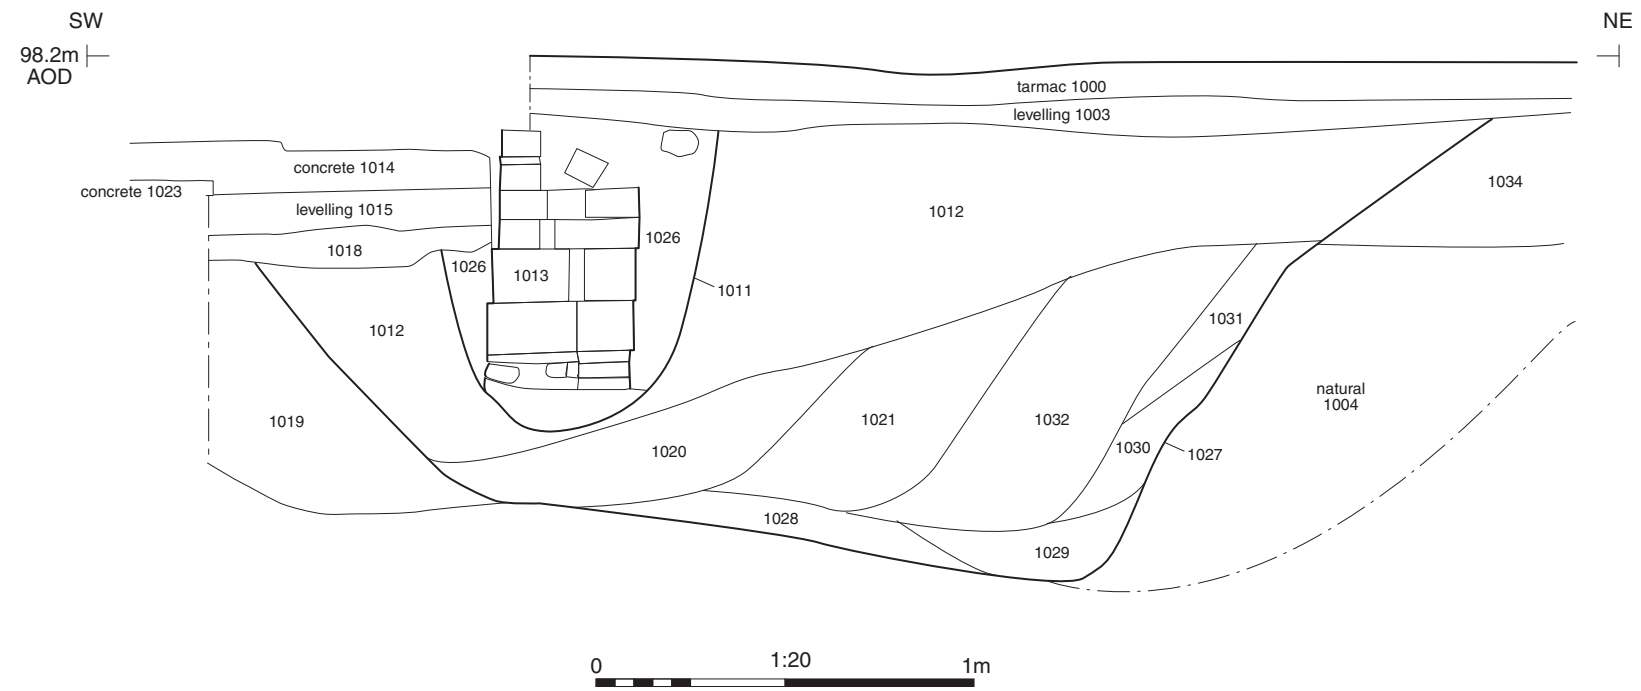 SW
NE
98.2m
AOD
tarmac 1000
levelling 1003
concrete 1014
concrete 1023
1034
levelling 1015
1012
1026
1018
1026
1013
1011
1031
1012
natural
1004
1019
1021
1032
1020
1030
1027
1028
1029
0
1:20
1m